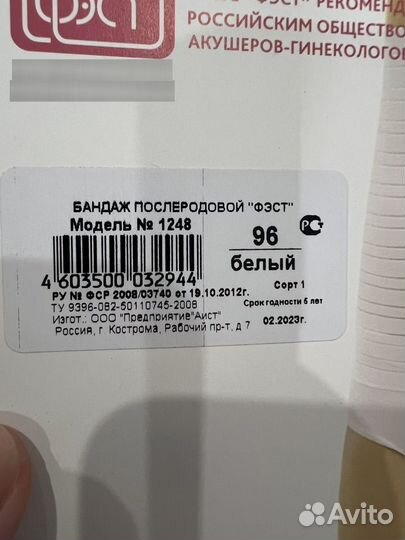 ФЭСТ
"ФЭСТ" РЕКОМЕНД
РОССИЙСКИМ ОБЩЕСТВО
АКУШЕРОВ-ГИНЕКОЛОГО
БАНДАЖ ПОСЛЕРОДОВОЙ "ФЭСТ"
Модель № 1248
96
белый
4 603500 032944
Сорт 1
РУ № ФСР 2008/03740 от 19.10.2012г.
Срок годности 5 лет
ТУ 9396-082-50110745-2008
Изгот.: ООО "Предприятие"Аист"
02.2023г.
Россия, г. Кострома, Рабочий пр-т, д 7
Avito